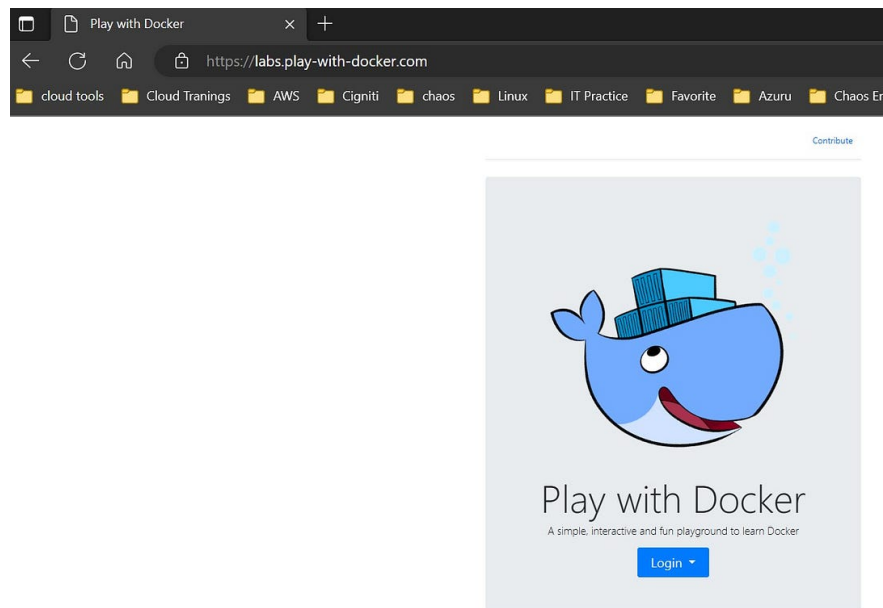 Play with Docker
https://labs.play-with-docker.com
cloud tools Cloud Tranings AWS Cigniti chaos Linux IT Practice Favorite Azuru Chaos Er
Contribute
Play with Docker
A simple, interactive and fun playground to learn Docker
Login